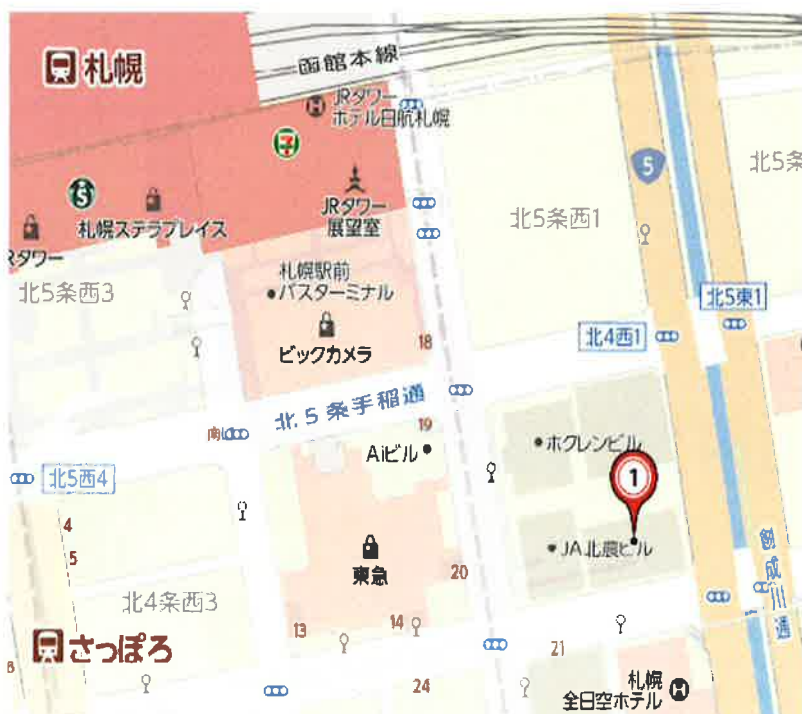 札幌
函館本線
JRタワー
ホテル日航札幌
5
北5条
S
7
JRタワー
展望室
札幌ステラプレイス
Rタワー
北5条西1
北5条西3
札幌駅前
バスターミナル
北5東1
ビックカメラ
18
北4西1
北5条手稲通
19
南
Aiビル
ホクレンビル
北5西4
1
4
5
東急
JA北農ビル
20
創成川通
北4条西3
13
14
21
さっぽろ
8
24
札幌
全日空ホテル
H